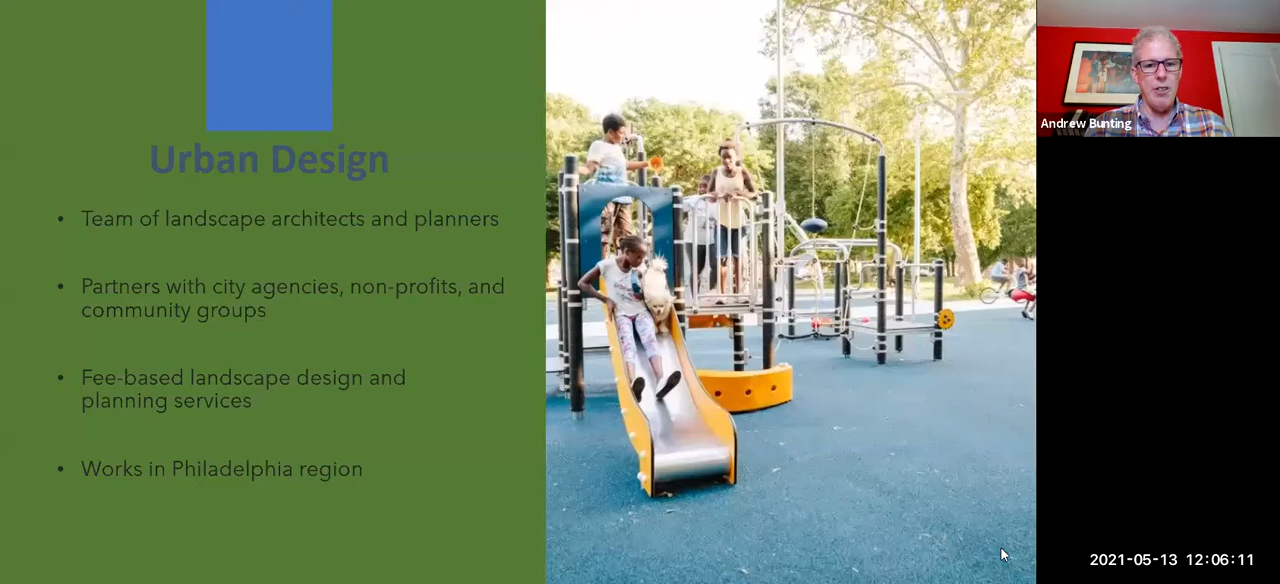 Urban Design
• Team of landscape architects and planners
• Partners with city agencies, non-profits, and
community groups
• Fee-based landscape design and
planning services
• Works in Philadelphia region
Andrew Bunting
2021-05-13 12:06:11